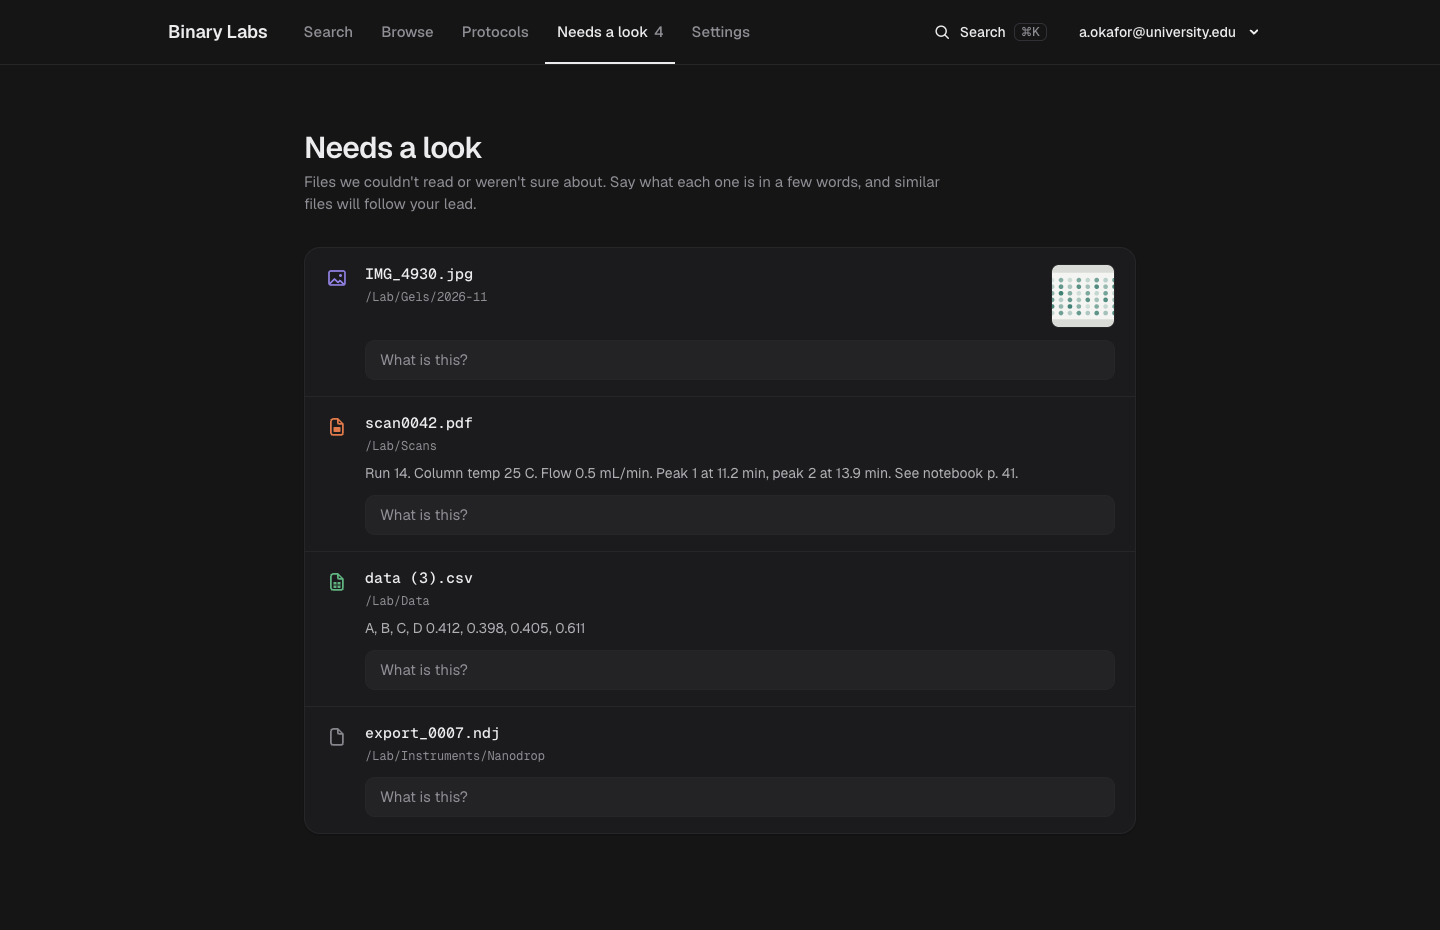 Binary Labs
Search
Browse
Protocols
Needs a look 4
Settings
Search ⌘K
a.okafor@university.edu
Needs a look
Files we couldn't read or weren't sure about. Say what each one is in a few words, and similar
files will follow your lead.
IMG_4930.jpg
/Lab/Gels/2026-11
What is this?
scan0042.pdf
/Lab/Scans
Run 14. Column temp 25 C. Flow 0.5 mL/min. Peak 1 at 11.2 min, peak 2 at 13.9 min. See notebook p. 41.
What is this?
data (3).csv
/Lab/Data
A, B, C, D 0.412, 0.398, 0.405, 0.611
What is this?
export_0007.ndj
/Lab/Instruments/Nanodrop
What is this?